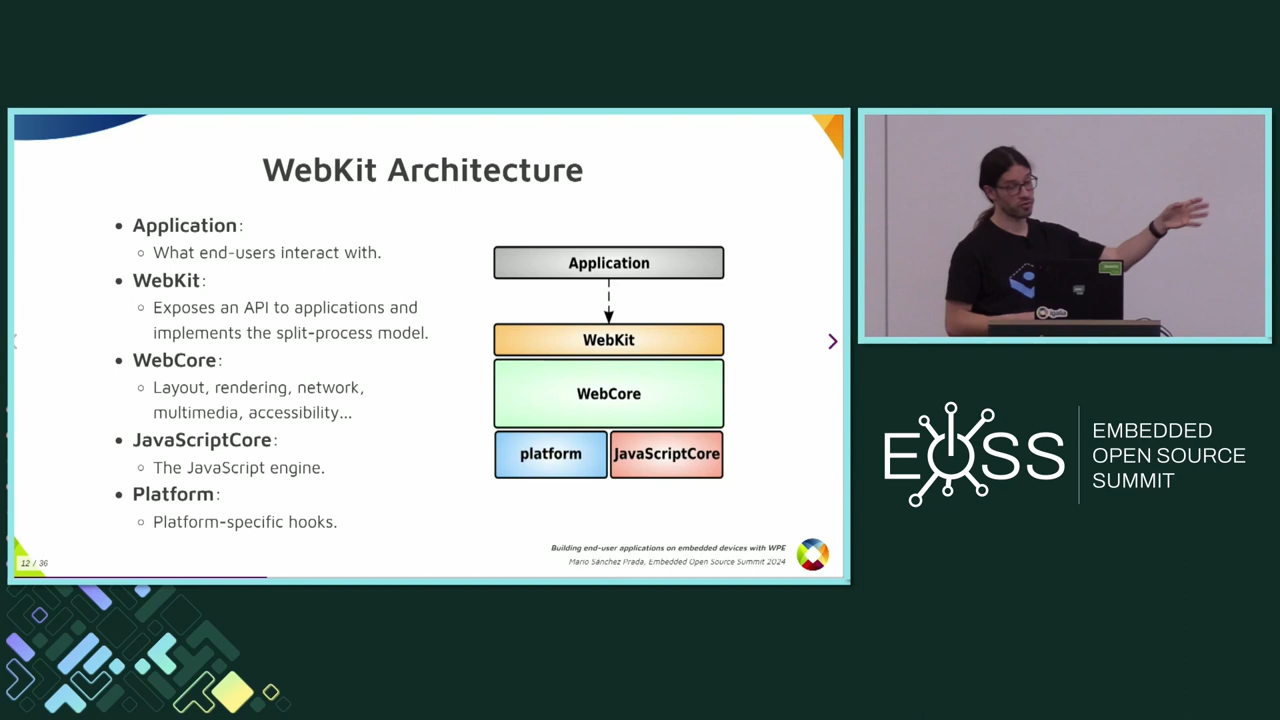 WebKit Architecture
Application:
What end-users interact with.
WebKit:
Exposes an API to applications and
implements the split-process model.
WebCore:
Layout, rendering, network,
multimedia, accessibility...
JavaScriptCore:
The JavaScript engine.
Platform:
Platform-specific hooks.
Application
WebKit
WebCore
platform
JavaScriptCore
Building end-user applications on embedded devices with WPE
Mario Sánchez Prada, Embedded Open Source Summit 2024
12 / 36
Igalia
EOSS
EMBEDDED
OPEN SOURCE
SUMMIT